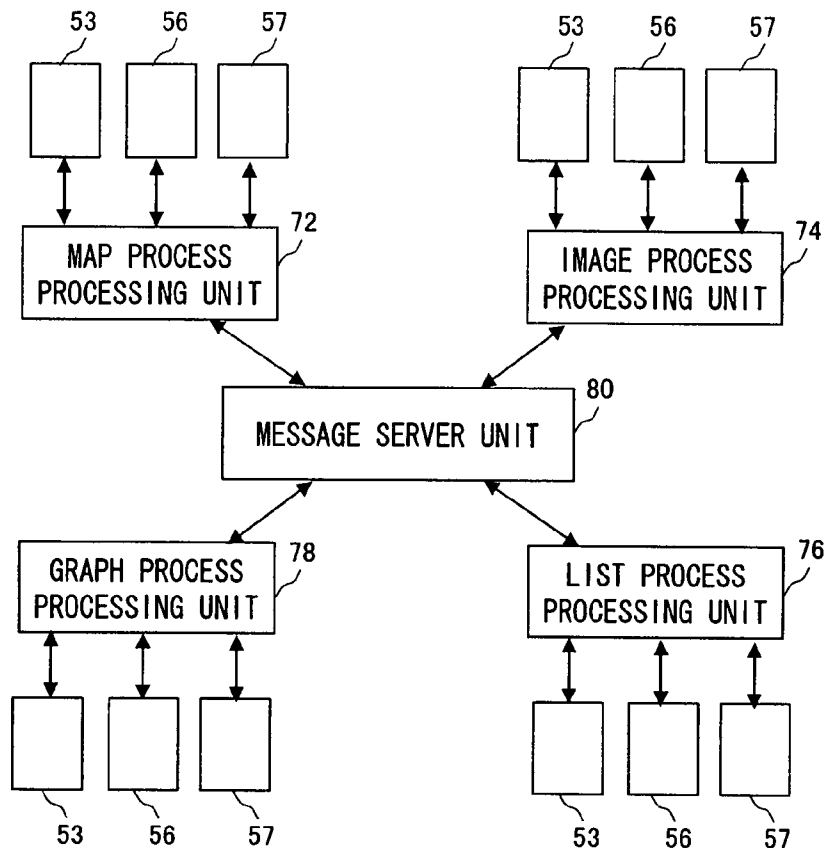 53 56 57 53 56 57
72
MAP PROCESS
PROCESSING UNIT
74
IMAGE PROCESS
PROCESSING UNIT
80
MESSAGE SERVER UNIT
78
GRAPH PROCESS
PROCESSING UNIT
76
LIST PROCESS
PROCESSING UNIT
53 56 57 53 56 57